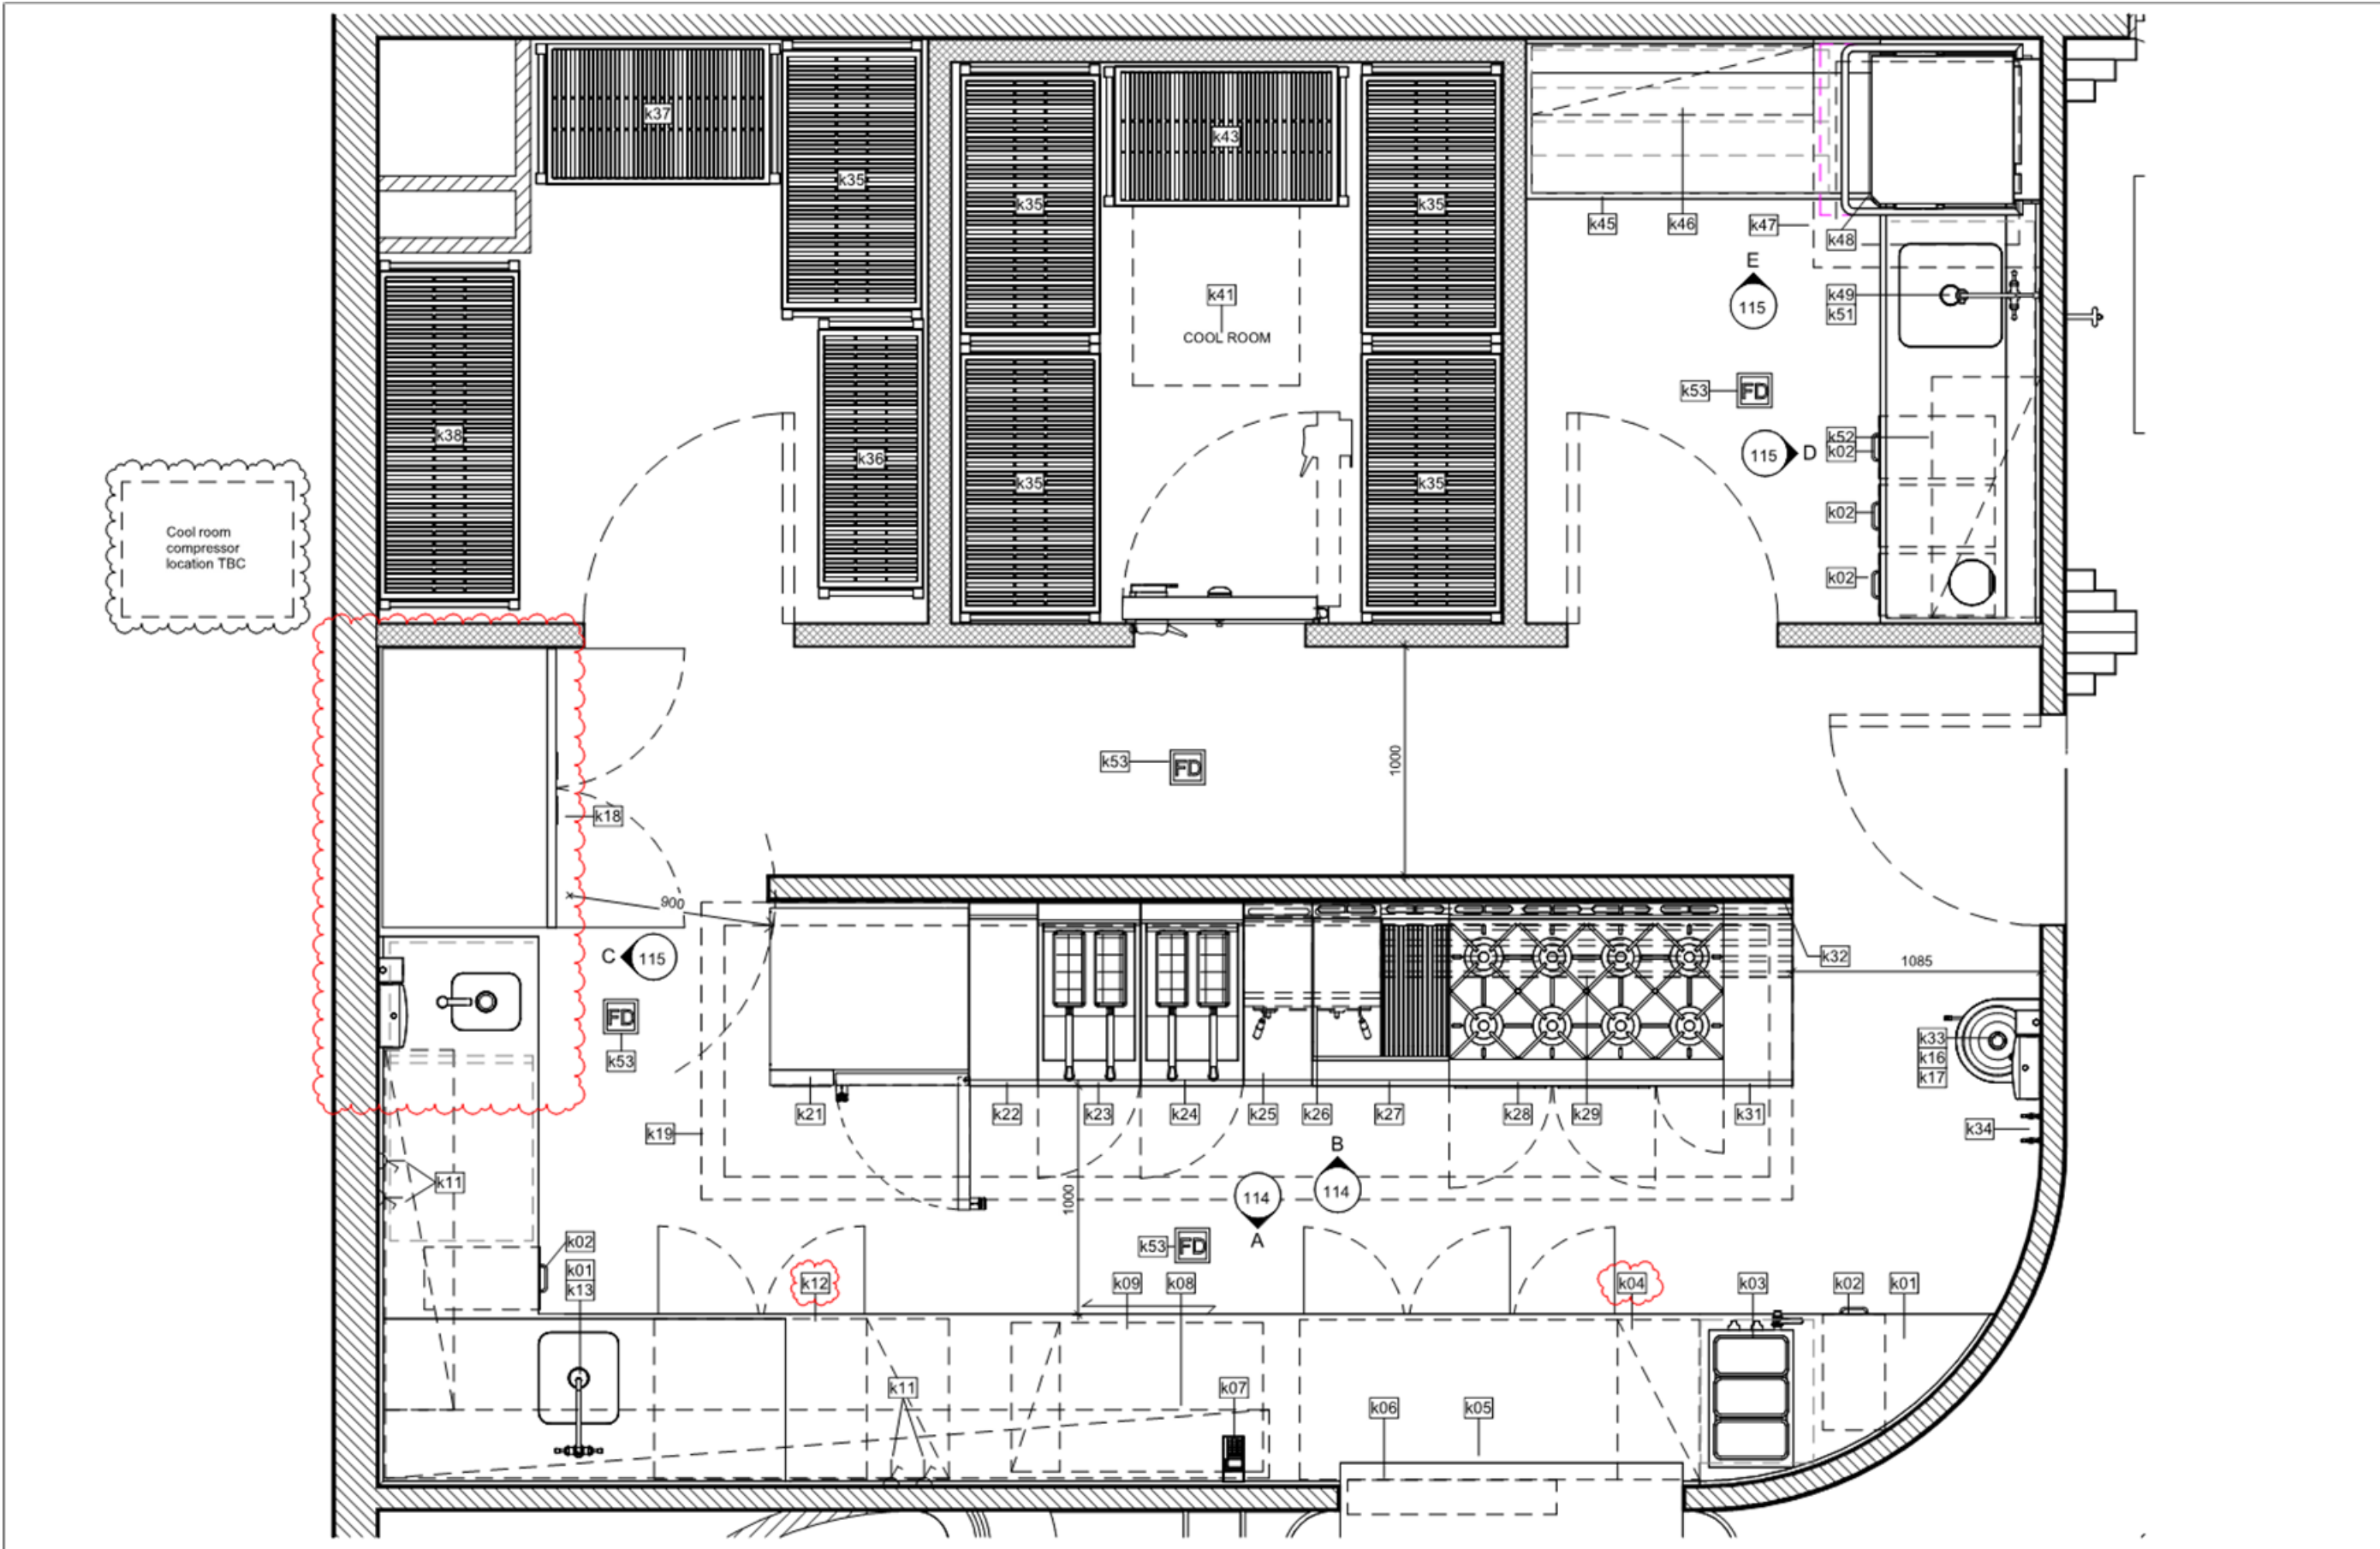 k37
k35
k43
k35
k35
k45
k46
k47
k48
E
115
k49
k51
k41
COOL ROOM
k53
FD
k38
k36
k35
k35
115
D
k52
k02
k02
k02
Cool room
compressor
location TBC
k53
FD
1000
k18
900
C
115
k32
1085
FD
k53
k33
k16
k17
k34
k21
k22
k23
k24
k25
k26
k27
k28
k29
k31
k19
B
114
114
A
k11
1000
k02
k01
k13
k53
FD
k12
k09
k08
k04
k03
k02
k01
k11
k07
k06
k05